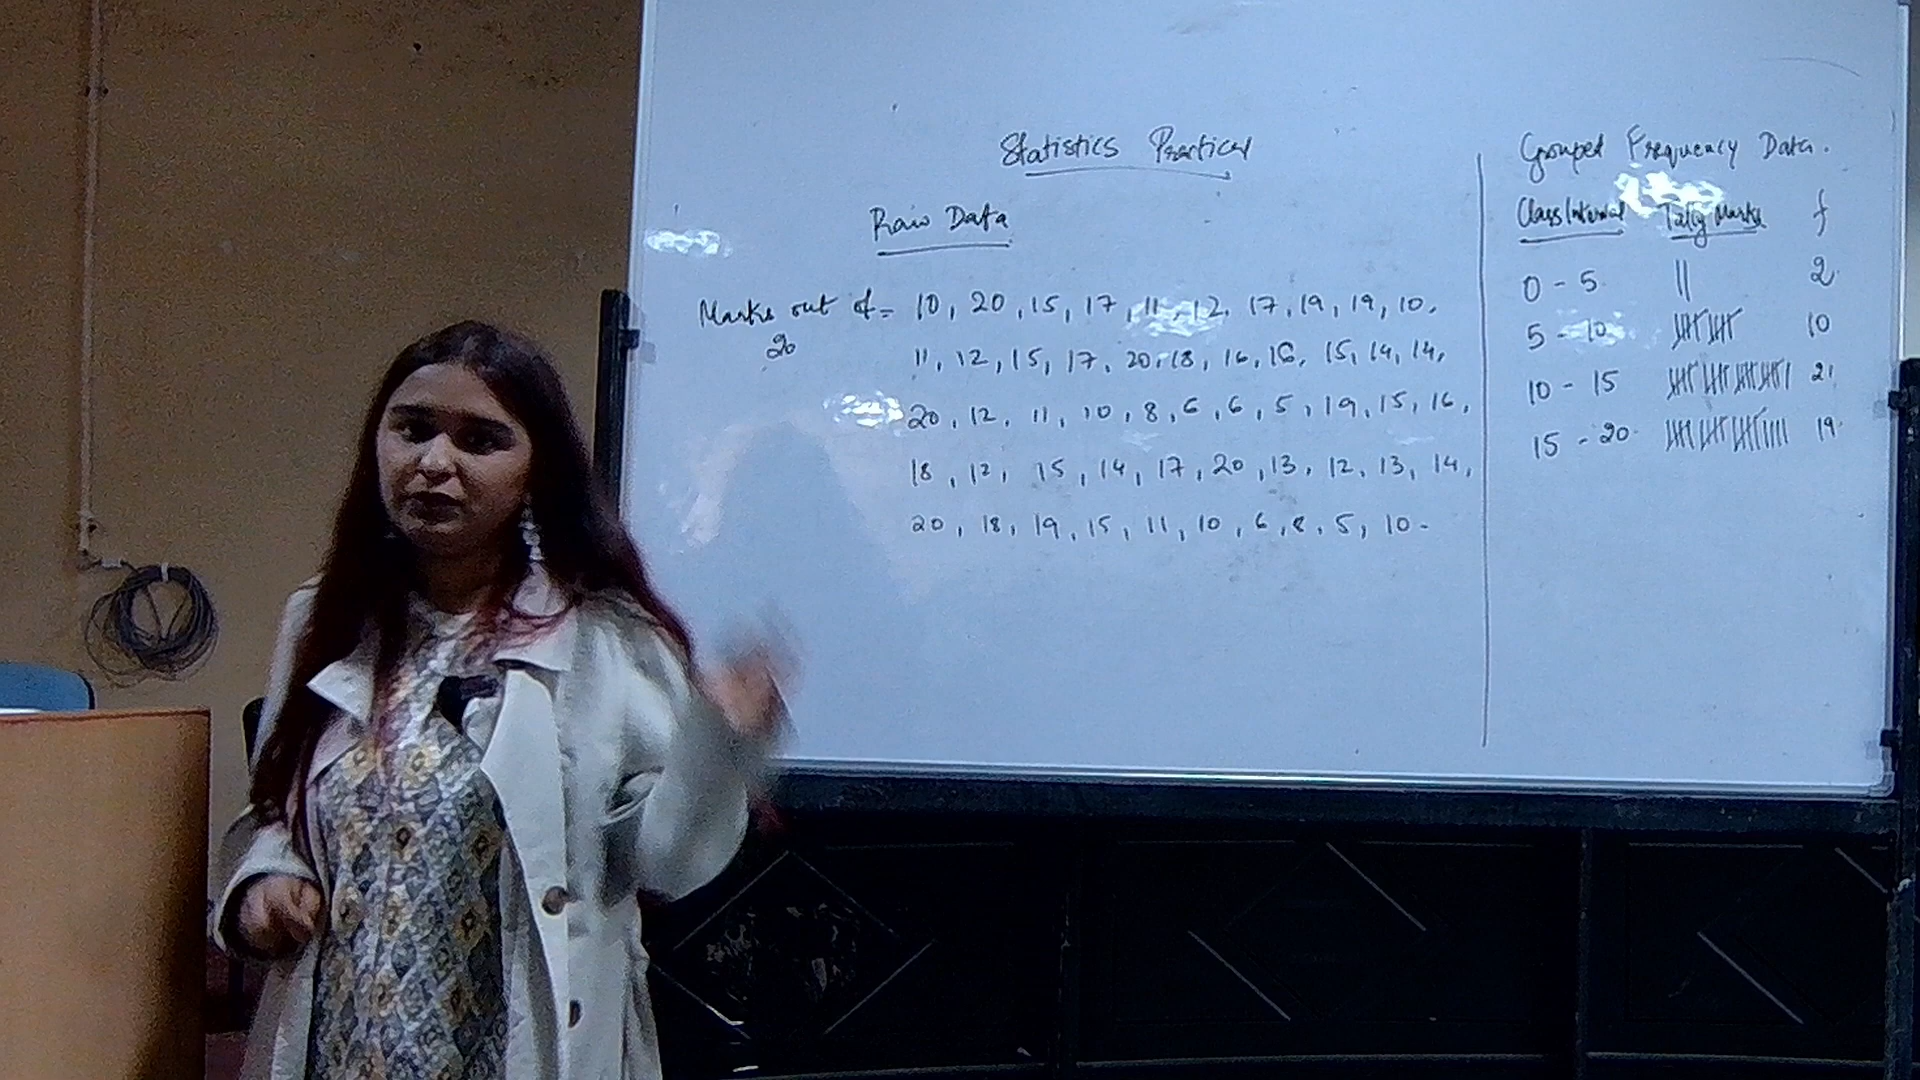 Statistics Practical
Raw Data
Marks out of = 10, 20, 15, 17, 11, 12, 17, 19, 19, 10,
20
11, 12, 15, 17, 20, 18, 16, 16, 15, 14, 14,
20, 12, 11, 10, 8, 6, 6, 5, 19, 15, 16,
18, 12, 15, 14, 17, 20, 13, 12, 13, 14,
20, 18, 19, 15, 11, 10, 6, 8, 5, 10.
Grouped Frequency Data.
Class Interval Tally Marks f
0 - 5 || 2
5 - 10 10
10 - 15 21
15 - 20 19